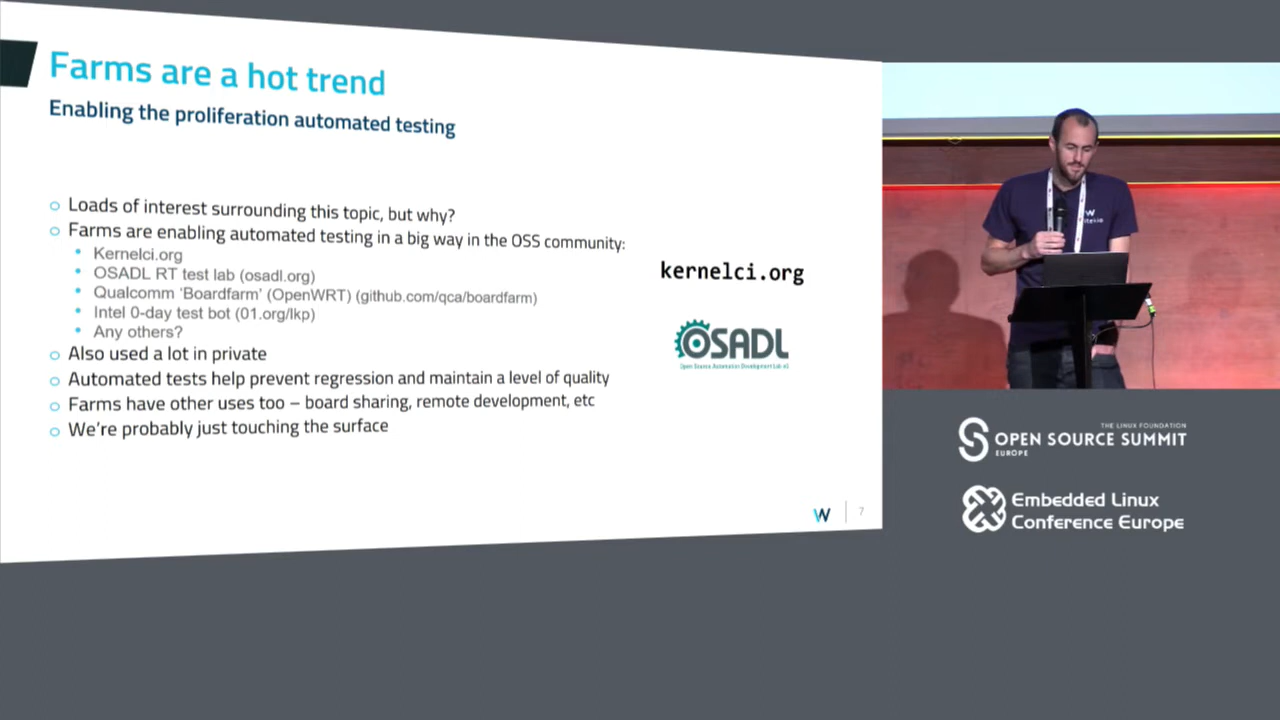 Farms are a hot trend
Enabling the proliferation automated testing
Loads of interest surrounding this topic, but why?
Farms are enabling automated testing in a big way in the OSS community:
Kernelci.org
OSADL RT test lab (osadl.org)
Qualcomm ‘Boardfarm’ (OpenWRT) (github.com/qca/boardfarm)
Intel 0-day test bot (01.org/lkp)
Any others?
Also used a lot in private
Automated tests help prevent regression and maintain a level of quality
Farms have other uses too – board sharing, remote development, etc
We’re probably just touching the surface
kernelci.org
OSADL
Open Source Automation Development Lab eG
W
7
W
THE LINUX FOUNDATION
OPEN SOURCE SUMMIT
EUROPE
Embedded Linux
Conference Europe